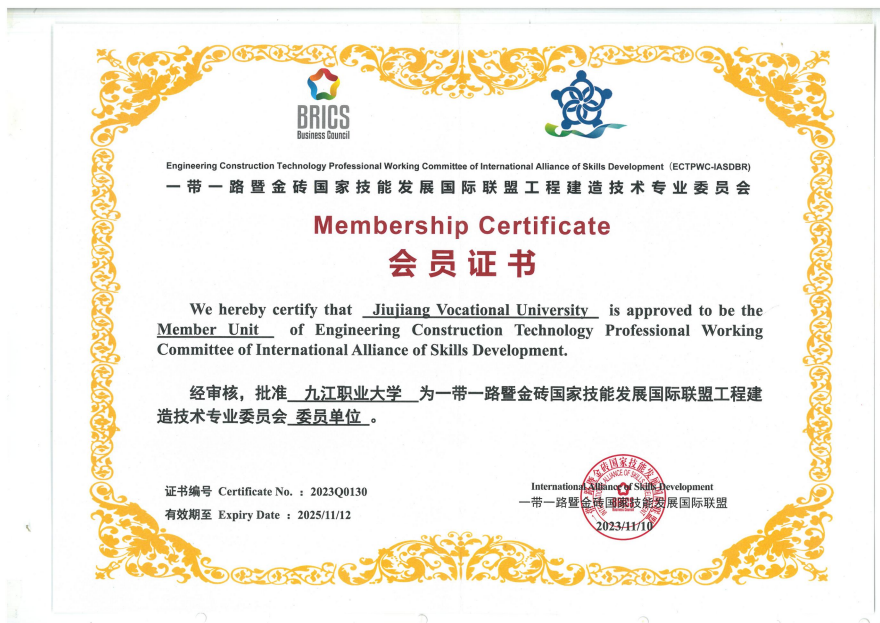 BRICS
Business Council
Engineering Construction Technology Professional Working Committee of International Alliance of Skills Development（ECTPWC-IASDBR)
一带一路暨金砖国家技能发展国际联盟工程建造技术专业委员会
Membership Certificate
会员证书
We hereby certify that Jiujiang Vocational University is approved to be the
Member Unit of Engineering Construction Technology Professional Working
Committee of International Alliance of Skills Development.
经审核，批准 九江职业大学 为一带一路暨金砖国家技能发展国际联盟工程建
造技术专业委员会 委员单位 。
证书编号 Certificate No. ：2023Q0130
有效期至 Expiry Date ：2025/11/12
International Alliance of Skills Development
一带一路暨金砖国家技能发展国际联盟
2023/11/10